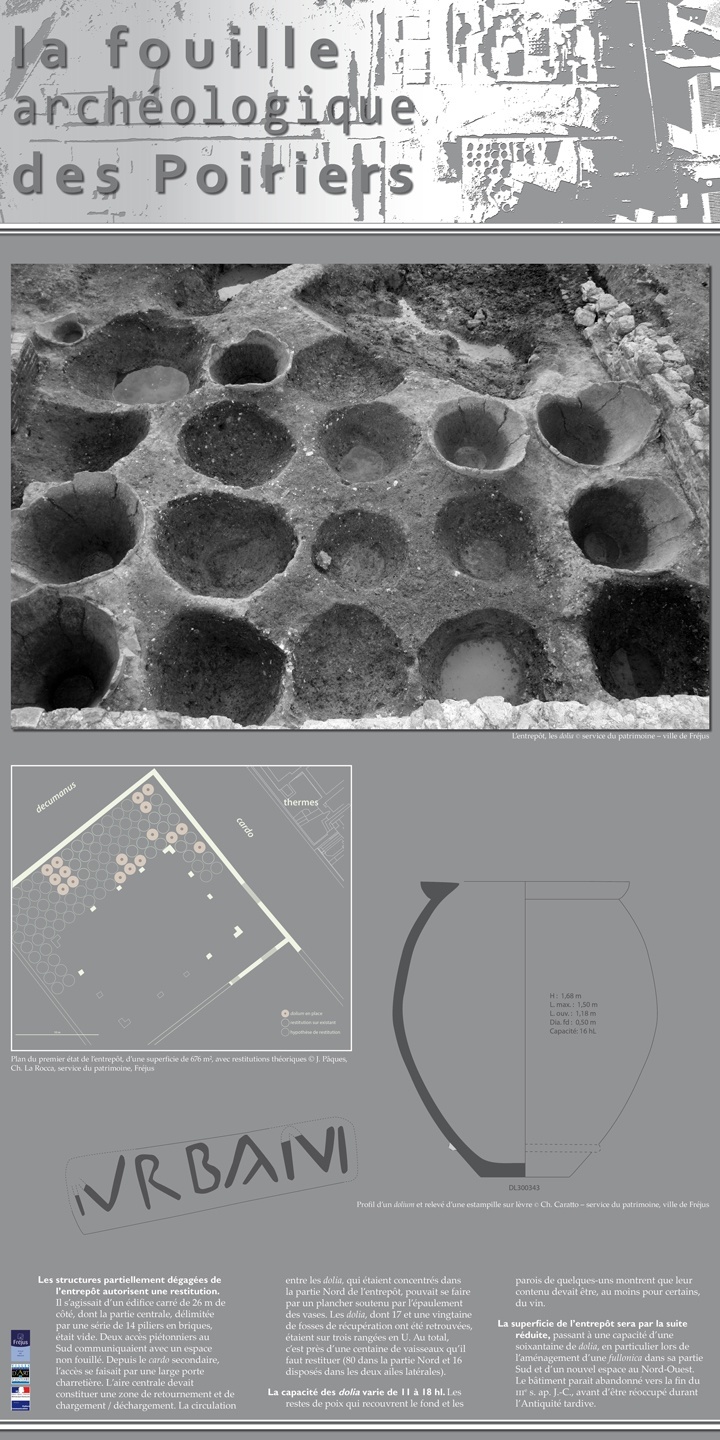 la fouille
archéologique
des Poiriers
L'entrepôt, les dolia © service du patrimoine – ville de Fréjus
decumanus
cardo
thermes
dolium en place
restitution sur existant
hypothèse de restitution
Plan du premier état de l'entrepôt, d'une superficie de 676 m², avec restitutions théoriques © J. Pâques,
Ch. La Rocca, service du patrimoine, Fréjus
H : 1,68 m
L. max. : 1,50 m
L. ouv. : 1,18 m
Dia. fd : 0,50 m
Capacité: 16 hL
DL300343
Profil d'un dolium et relevé d'une estampille sur lèvre © Ch. Caratto – service du patrimoine, ville de Fréjus
VRBANI
Les structures partiellement dégagées de
l'entrepôt autorisent une restitution.
Il s'agissait d'un édifice carré de 26 m de
côté, dont la partie centrale, délimitée
par une série de 14 piliers en briques,
était vide. Deux accès piétonniers au
Sud communiquaient avec un espace
non fouillé. Depuis le cardo secondaire,
l'accès se faisait par une large porte
charretière. L'aire centrale devait
constituer une zone de retournement et de
chargement / déchargement. La circulation
entre les dolia, qui étaient concentrés dans
la partie Nord de l'entrepôt, pouvait se faire
par un plancher soutenu par l'épaulement
des vases. Les dolia, dont 17 et une vingtaine
de fosses de récupération ont été retrouvées,
étaient sur trois rangées en U. Au total,
c'est près d'une centaine de vaisseaux qu'il
faut restituer (80 dans la partie Nord et 16
disposés dans les deux ailes latérales).
La capacité des dolia varie de 11 à 18 hl. Les
restes de poix qui recouvrent le fond et les
parois de quelques-uns montrent que leur
contenu devait être, au moins pour certains,
du vin.
La superficie de l'entrepôt sera par la suite
réduite, passant à une capacité d'une
soixantaine de dolia, en particulier lors de
l'aménagement d'une fullonica dans sa partie
Sud et d'un nouvel espace au Nord-Ouest.
Le bâtiment parait abandonné vers la fin du
IIIe s. ap. J.-C., avant d'être réoccupé durant
l'Antiquité tardive.
Fréjus